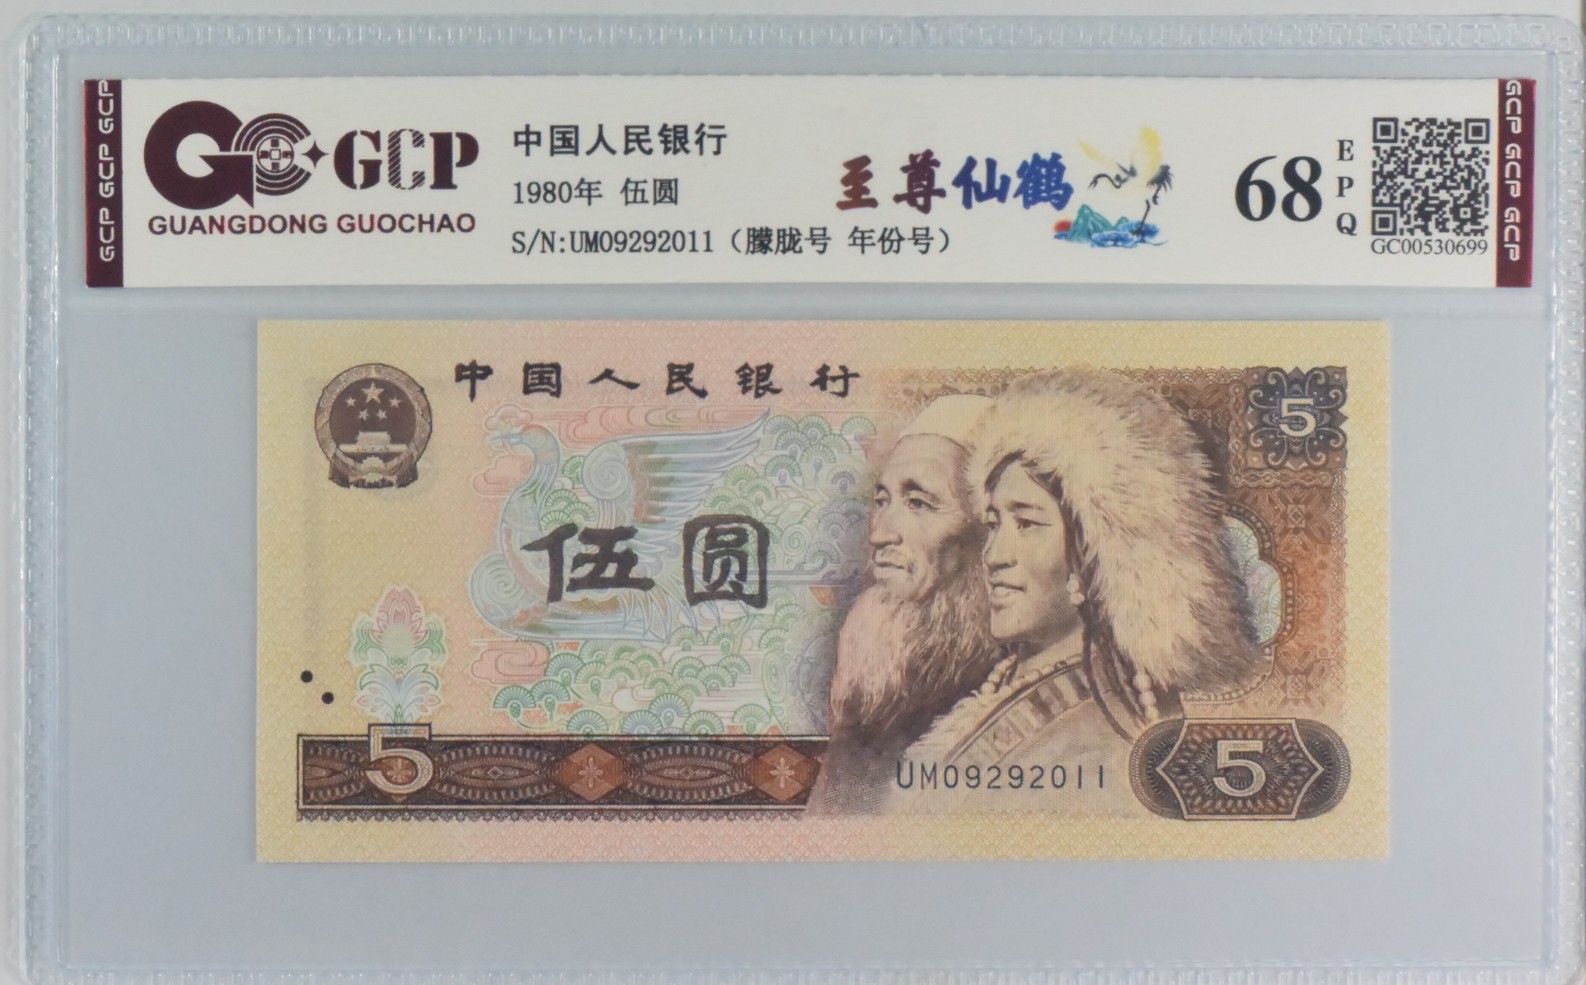 GCP GCP GCP
GCP
GUANGDONG GUOCHAO
中国人民银行
1980年 伍圆
S/N:UM09292011（朦胧号 年份号）
至尊仙鹤
68
EPQ
GC00530699
GCP GCP GCP
中国人民银行
5
伍圆
5
UM09292011
5